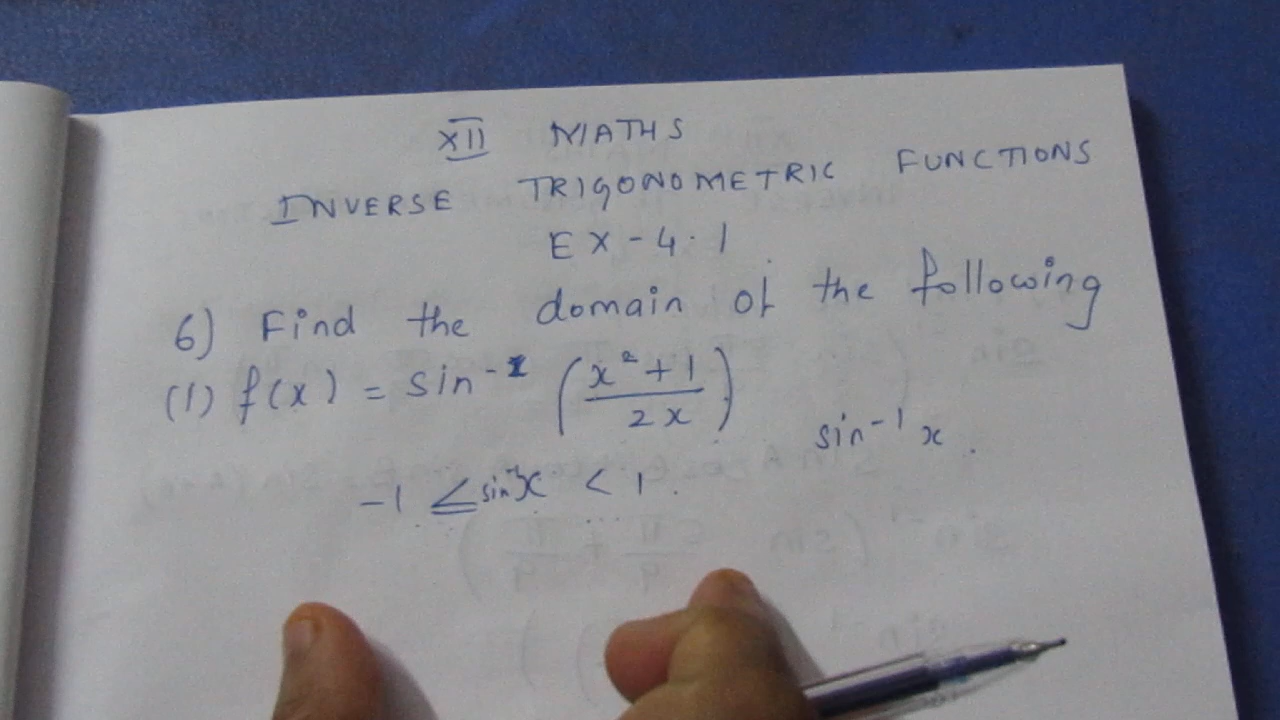 XII MATHS
INVERSE TRIGONOMETRIC FUNCTIONS
EX-4.1
6) Find the domain of the following
(1) f(x) = sin⁻¹ ((x²+1)/2x)
sin⁻¹ x.
-1 ≤ sin⁻¹x < 1.